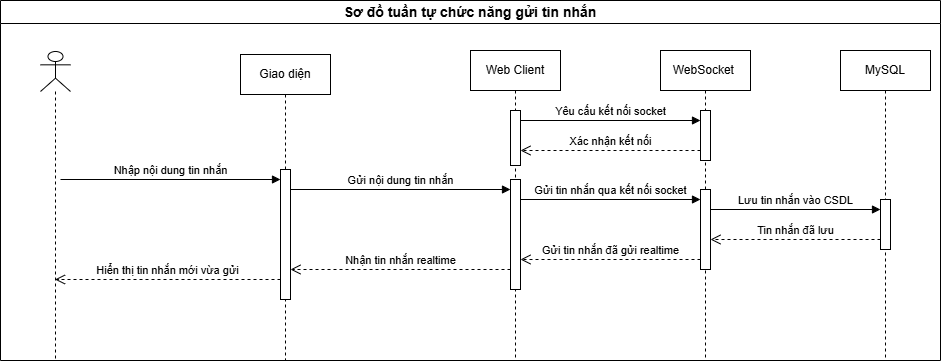 Sơ đồ tuần tự chức năng gửi tin nhắn
Giao diện
Web Client
WebSocket
MySQL
Yêu cấu kết nối socket
Xác nhận kết nối
Nhập nội dung tin nhắn
Gửi nội dung tin nhắn
Gửi tin nhắn qua kết nối socket
Lưu tin nhắn vào CSDL
Tin nhắn đã lưu
Gửi tin nhắn đã gửi realtime
Nhận tin nhắn realtime
Hiển thị tin nhắn mới vừa gửi